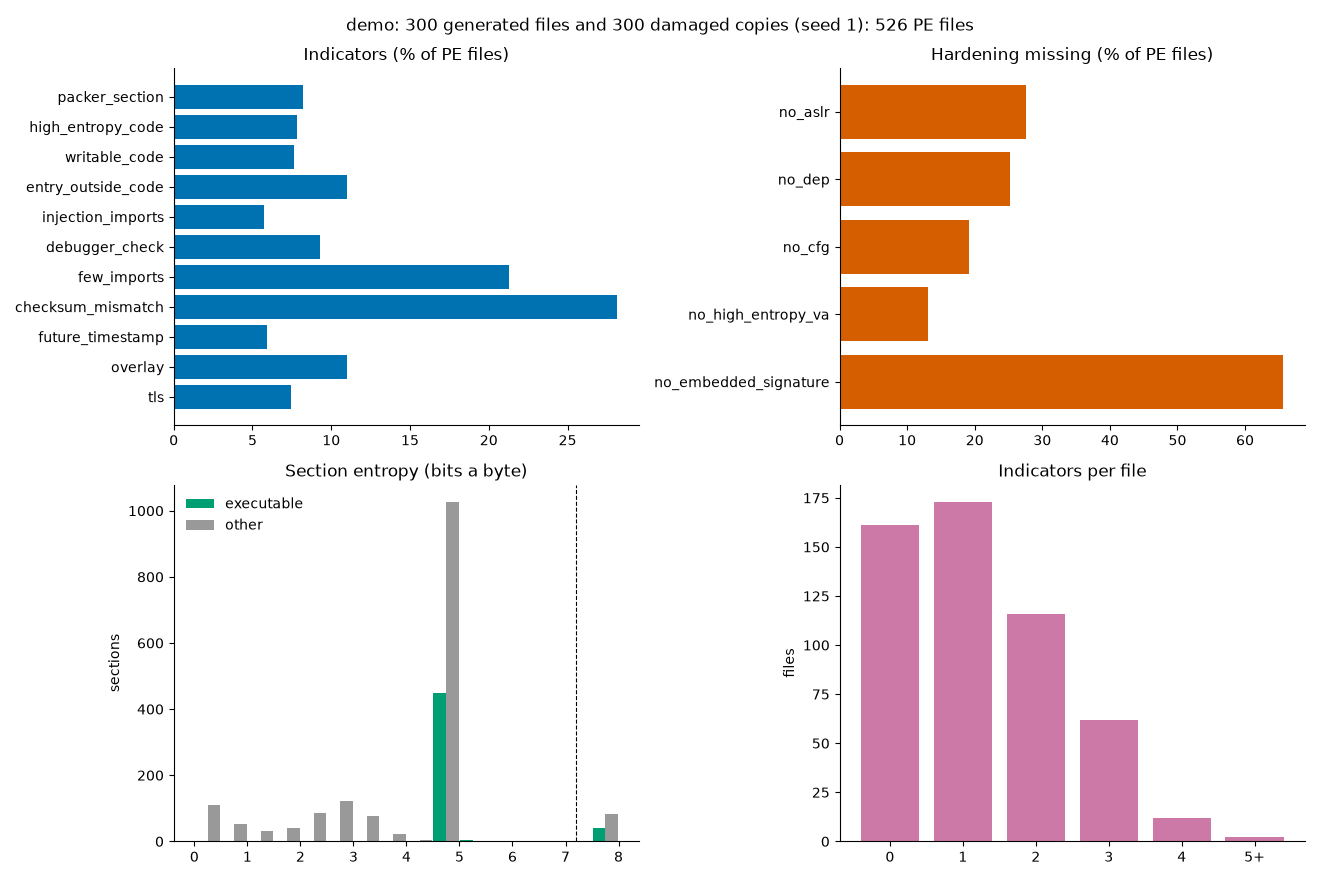 demo: 300 generated files and 300 damaged copies (seed 1): 526 PE files
Indicators (% of PE files)
packer_section
high_entropy_code
writable_code
entry_outside_code
injection_imports
debugger_check
few_imports
checksum_mismatch
future_timestamp
overlay
tls
0 5 10 15 20 25
Hardening missing (% of PE files)
no_aslr
no_dep
no_cfg
no_high_entropy_va
no_embedded_signature
0 10 20 30 40 50 60
Section entropy (bits a byte)
executable
other
sections
1000
800
600
400
200
0
0 1 2 3 4 5 6 7 8
Indicators per file
files
175
150
125
100
75
50
25
0
0 1 2 3 4 5+